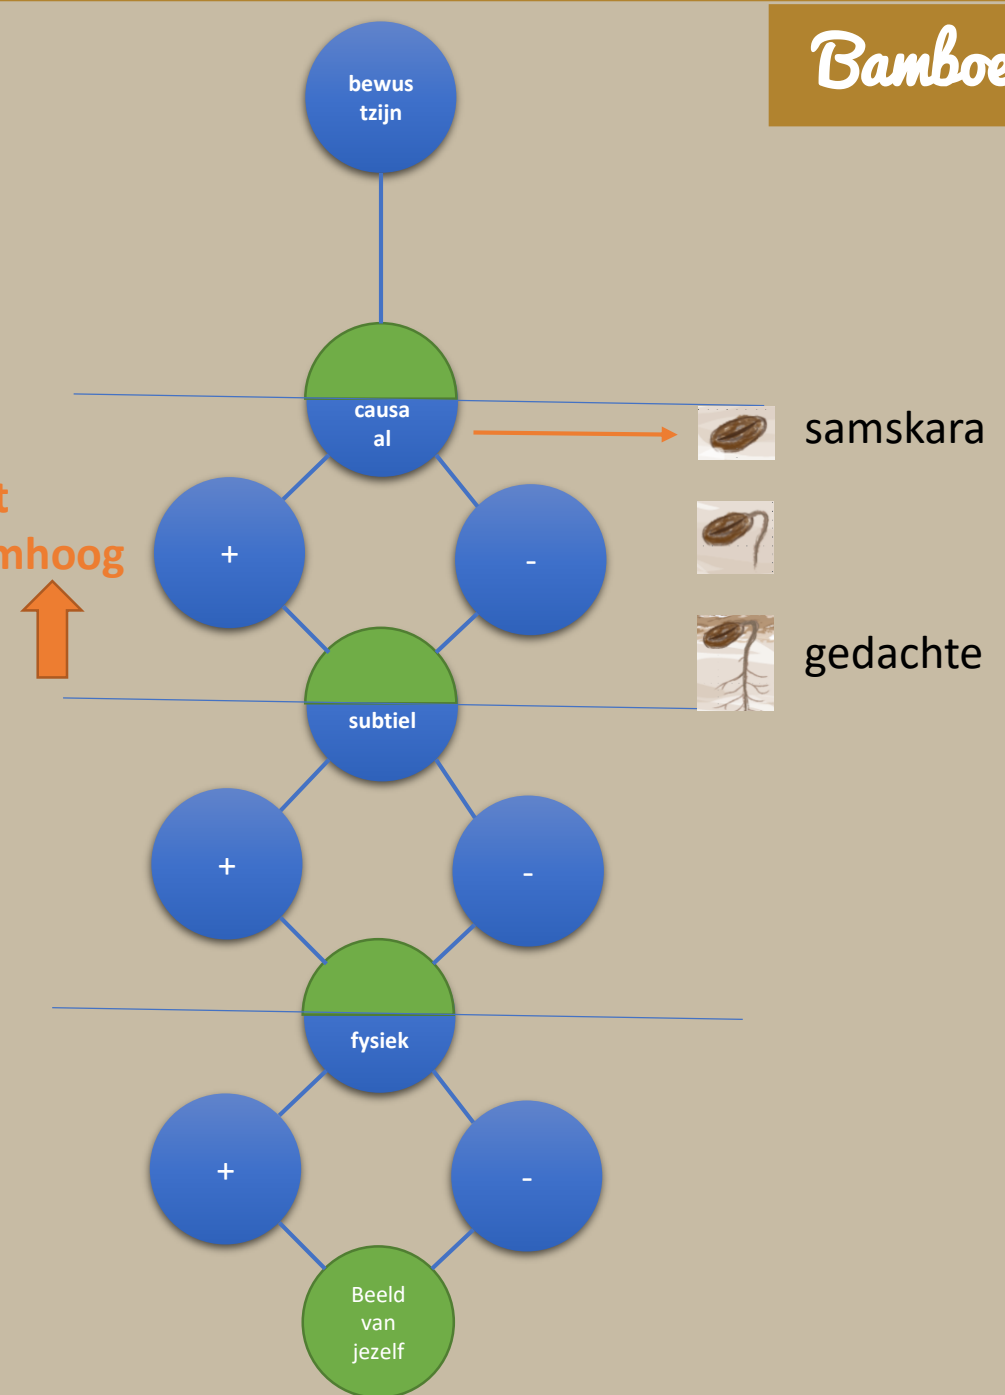 Bamboe
bewus
tzijn
causa
al
samskara
t
mhoog
+
-
gedachte
subtiel
+
-
fysiek
+
-
Beeld
van
jezelf